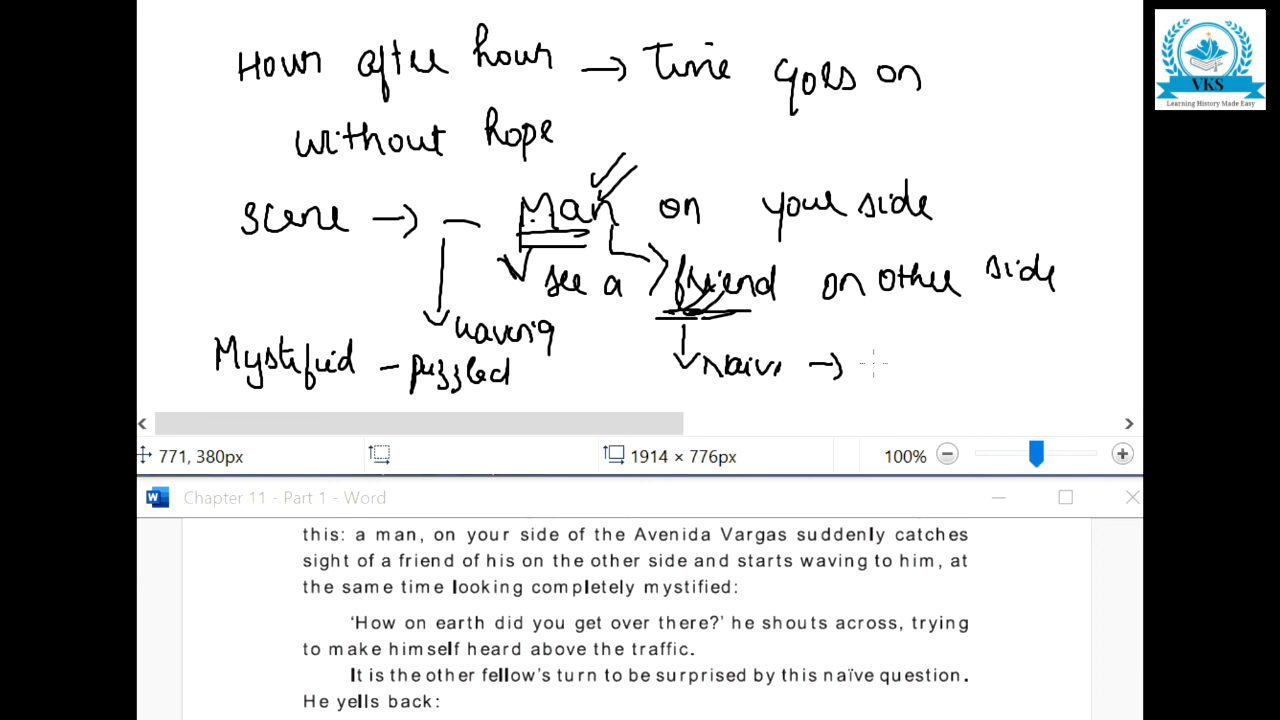 Hour after hour → Time goes on
without hope
VKS
Learning History Made Easy
Scene → — Man on your side
see a friend on other side
waving
Mystified – puzzled
Naive →
771, 380px
1914 × 776px
100%
Chapter 11 - Part 1 - Word
this: a man, on your side of the Avenida Vargas suddenly catches
sight of a friend of his on the other side and starts waving to him, at
the same time looking completely mystified:
‘How on earth did you get over there?’ he shouts across, trying
to make himself heard above the traffic.
It is the other fellow’s turn to be surprised by this naïve question.
He yells back: